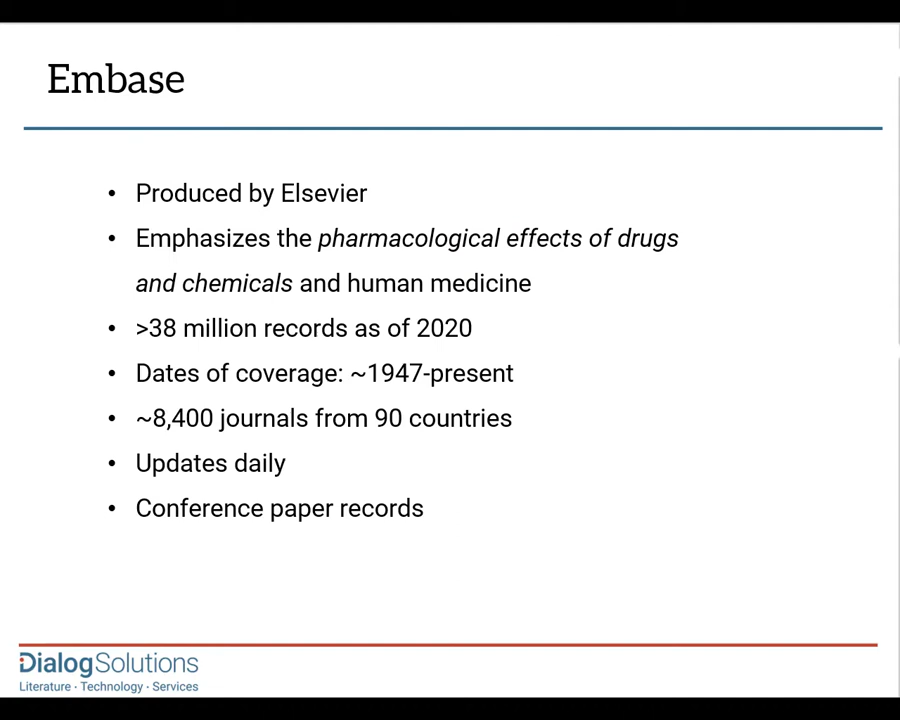 Embase
• Produced by Elsevier
• Emphasizes the pharmacological effects of drugs
and chemicals and human medicine
• >38 million records as of 2020
• Dates of coverage: ~1947-present
• ~8,400 journals from 90 countries
• Updates daily
• Conference paper records
DialogSolutions
Literature · Technology · Services